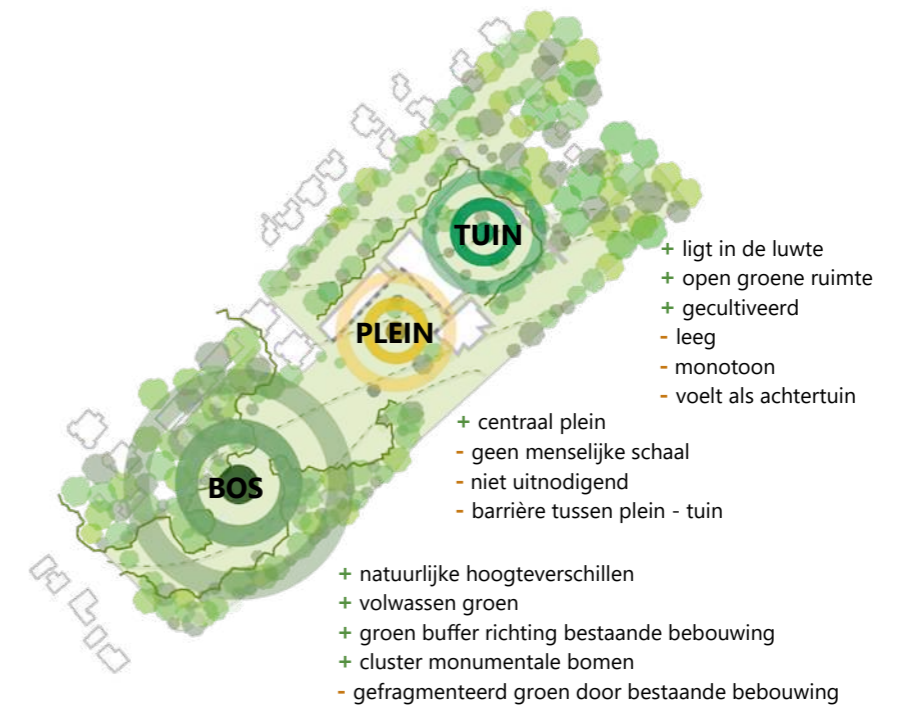 TUIN
+ ligt in de luwte
+ open groene ruimte
+ gecultiveerd
- leeg
- monotoon
- voelt als achtertuin
PLEIN
+ centraal plein
- geen menselijke schaal
- niet uitnodigend
- barrière tussen plein - tuin
BOS
+ natuurlijke hoogteverschillen
+ volwassen groen
+ groen buffer richting bestaande bebouwing
+ cluster monumentale bomen
- gefragmenteerd groen door bestaande bebouwing